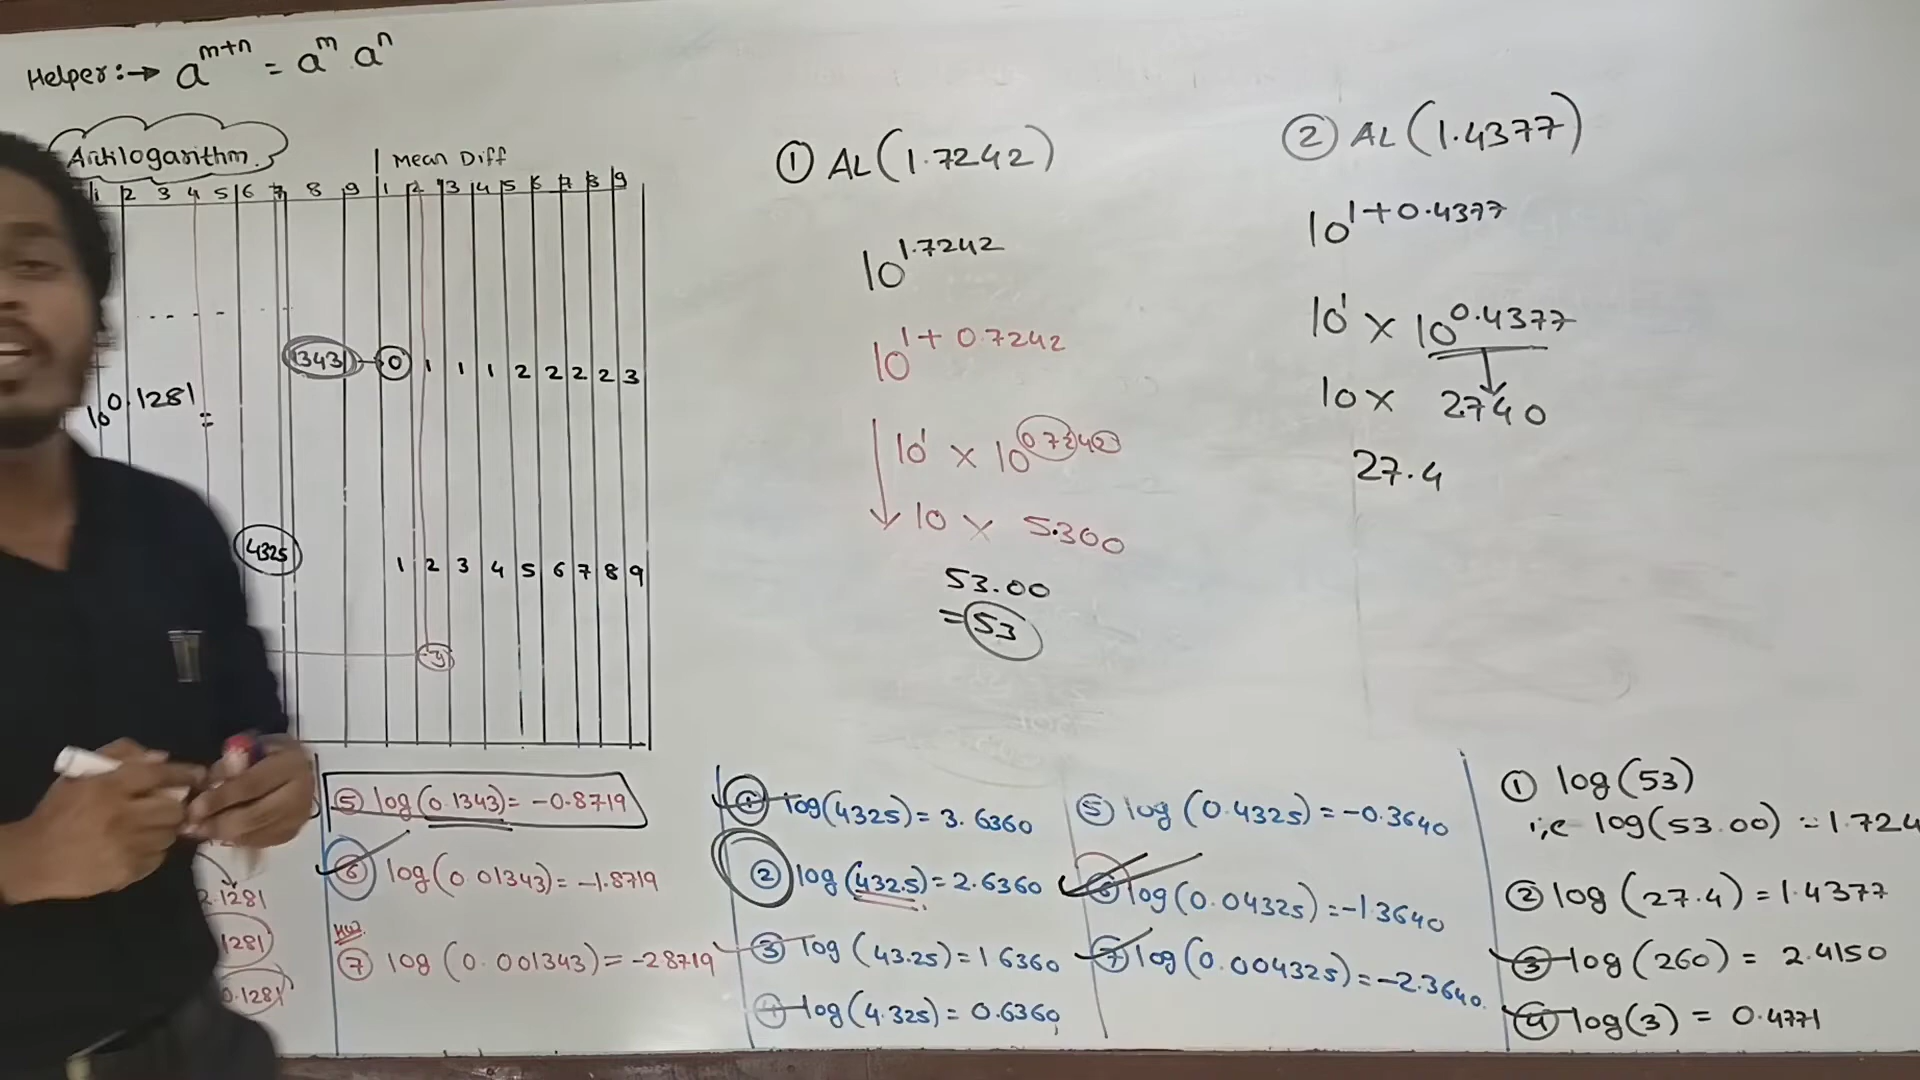 Helper:→ a^m+n = a^m . a^n
Antilogarithm.
Mean Diff
1 2 3 4 5 6 7 8 9 1 2 3 4 5 6 7 8 9
1343 0 1 1 1 2 2 2 2 3
10^0.1281 =
4325 1 2 3 4 5 6 7 8 9
① AL(1.7242)
10^1.7242
10^1+0.7242
10^1 × 10^0.7242
10 × 5.300
53.00
= 53
② AL(1.4377)
10^1+0.4377
10^1 × 10^0.4377
10 × 2.740
27.4
⑤ log(0.1343) = -0.8719
⑥ log(0.01343) = -1.8719
HW.
⑦ log(0.001343) = -2.8719
2.1281
1281
0.1281
① log(4325) = 3.6360
② log(432.5) = 2.6360
③ log(43.25) = 1.6360
④ log(4.325) = 0.6360
⑤ log(0.4325) = -0.3640
⑥ log(0.04325) = -1.3640
⑦ log(0.004325) = -2.3640.
① log(53)
i,e log(53.00) = 1.724
② log(27.4) = 1.4377
③ log(260) = 2.4150
④ log(3) = 0.4771